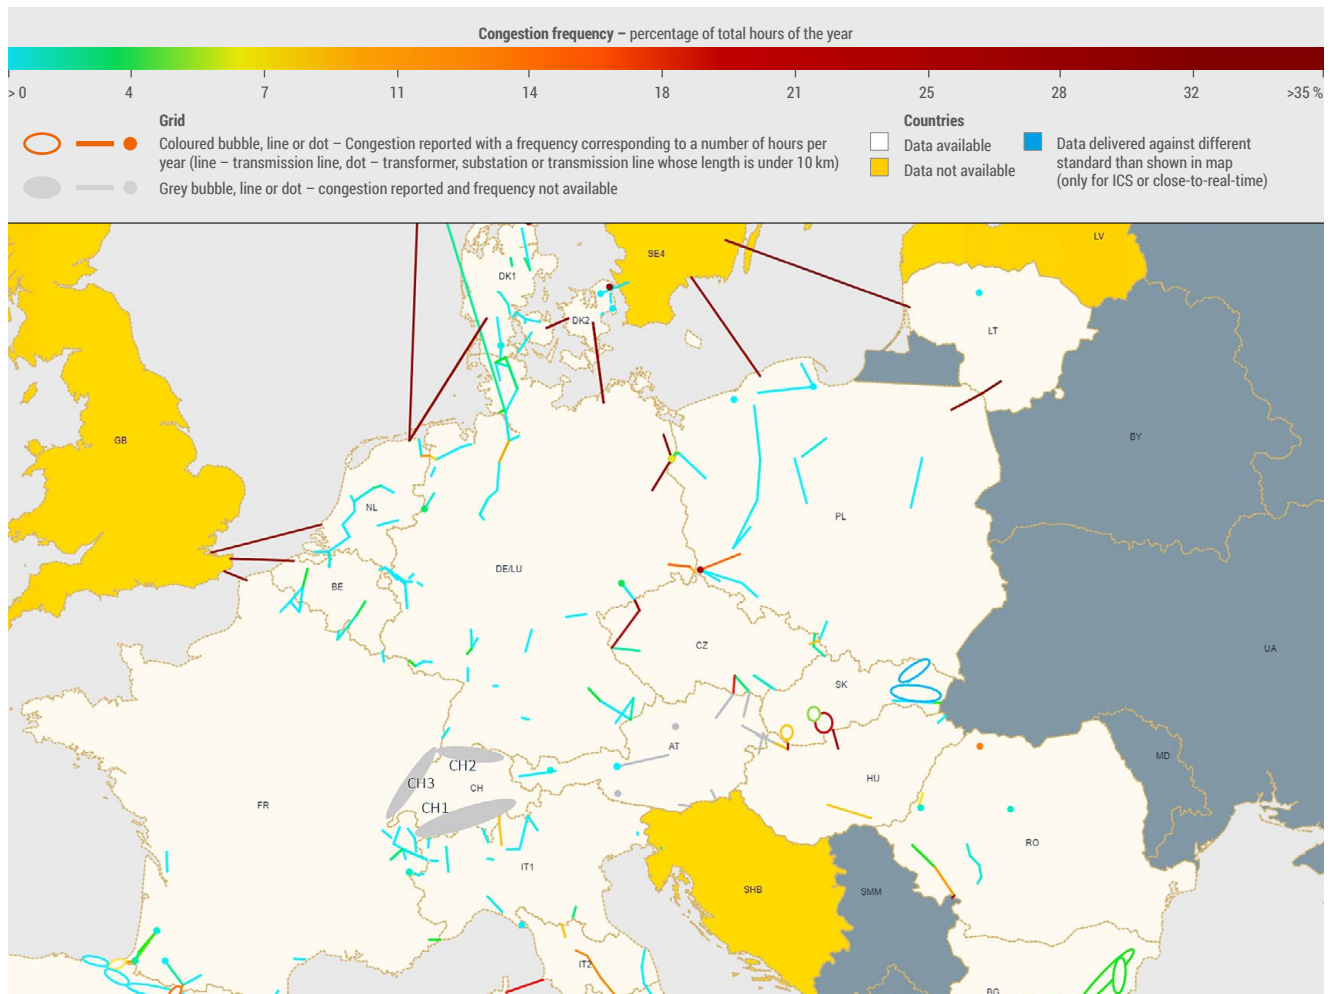 Congestion frequency – percentage of total hours of the year
> 0 4 7 11 14 18 21 25 28 32 >35 %
Grid
Coloured bubble, line or dot – Congestion reported with a frequency corresponding to a number of hours per
year (line – transmission line, dot – transformer, substation or transmission line whose length is under 10 km)
Grey bubble, line or dot – congestion reported and frequency not available
Countries
Data available
Data not available
Data delivered against different
standard than shown in map
(only for ICS or close-to-real-time)
LV
SE4
DK1
DK2
LT
GB
BY
NL
PL
DE/LU
BE
CZ
UA
SK
AT
MD
CH2
CH3
CH
HU
CH1
FR
RO
IT1
SHB
SMM
IT2
BG